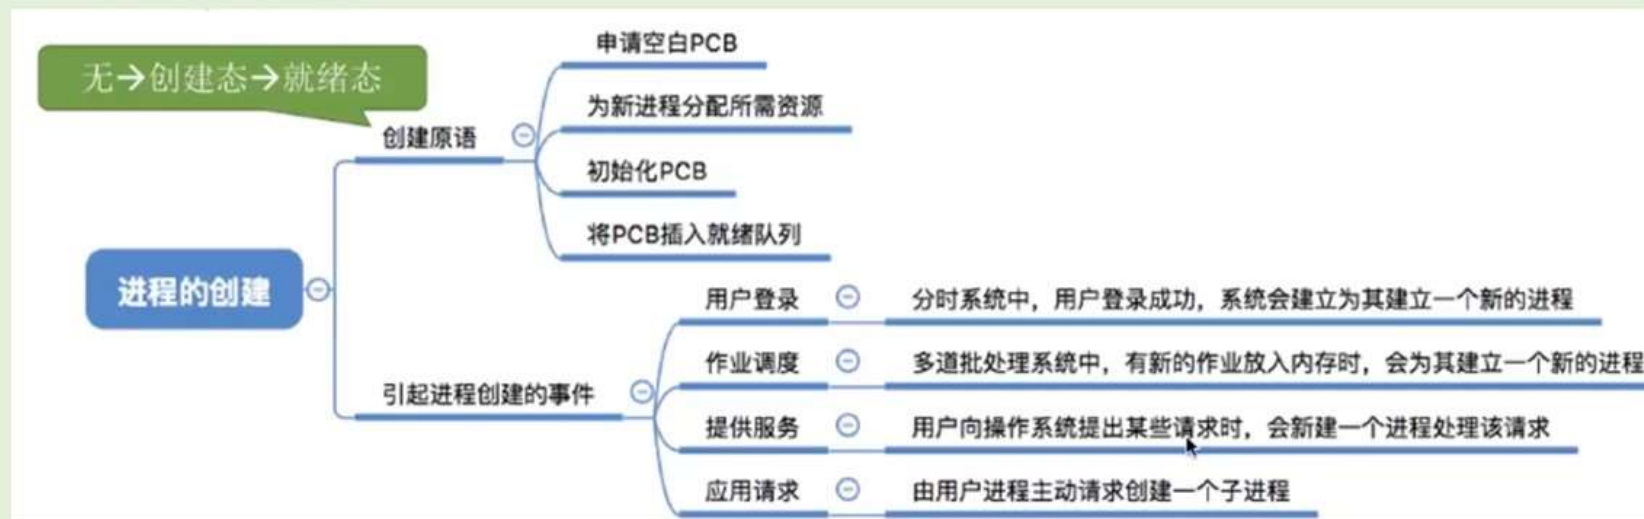 无→创建态→就绪态
进程的创建
创建原语
申请空白PCB
为新进程分配所需资源
初始化PCB
将PCB插入就绪队列
引起进程创建的事件
用户登录
分时系统中，用户登录成功，系统会建立为其建立一个新的进程
作业调度
多道批处理系统中，有新的作业放入内存时，会为其建立一个新的进程
提供服务
用户向操作系统提出某些请求时，会新建一个进程处理该请求
应用请求
由用户进程主动请求创建一个子进程